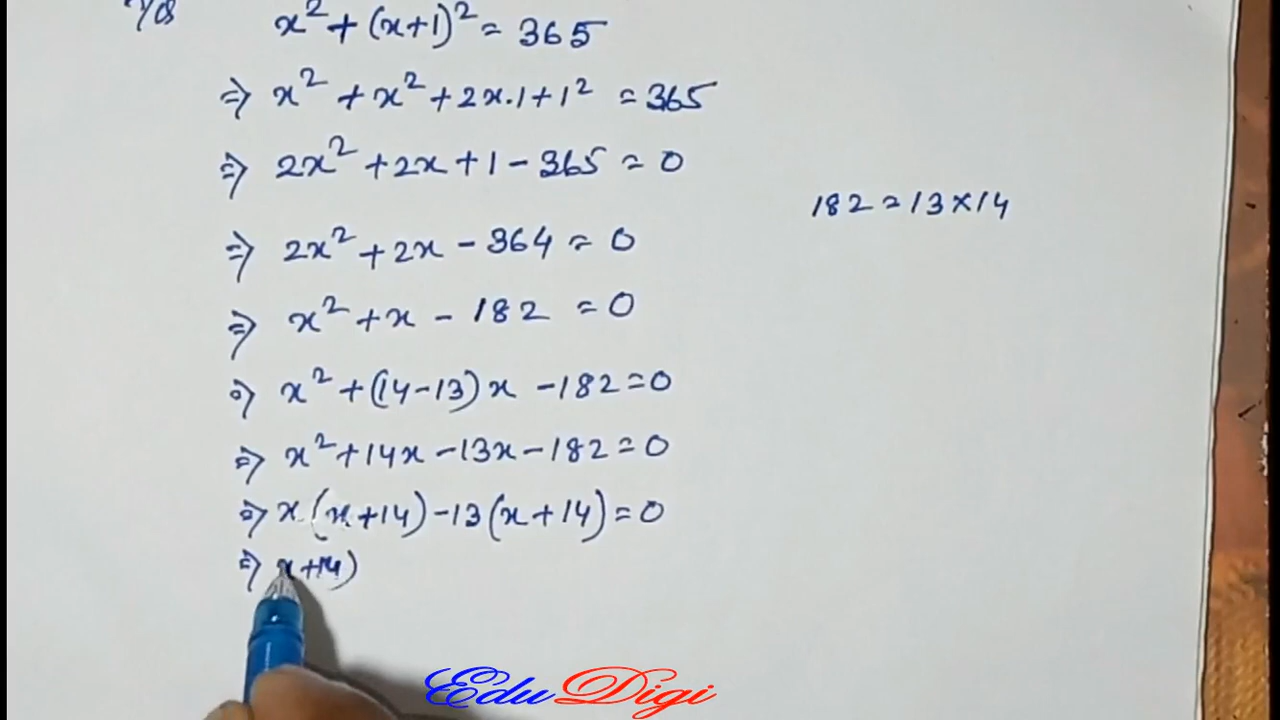 x² + (x+1)² = 365
⇒ x² + x² + 2x.1 + 1² = 365
⇒ 2x² + 2x + 1 - 365 = 0
182 = 13 × 14
⇒ 2x² + 2x - 364 = 0
⇒ x² + x - 182 = 0
⇒ x² + (14-13)x - 182 = 0
⇒ x² + 14x - 13x - 182 = 0
⇒ x(x+14) - 13(x+14) = 0
⇒ x+14)
EduDigi